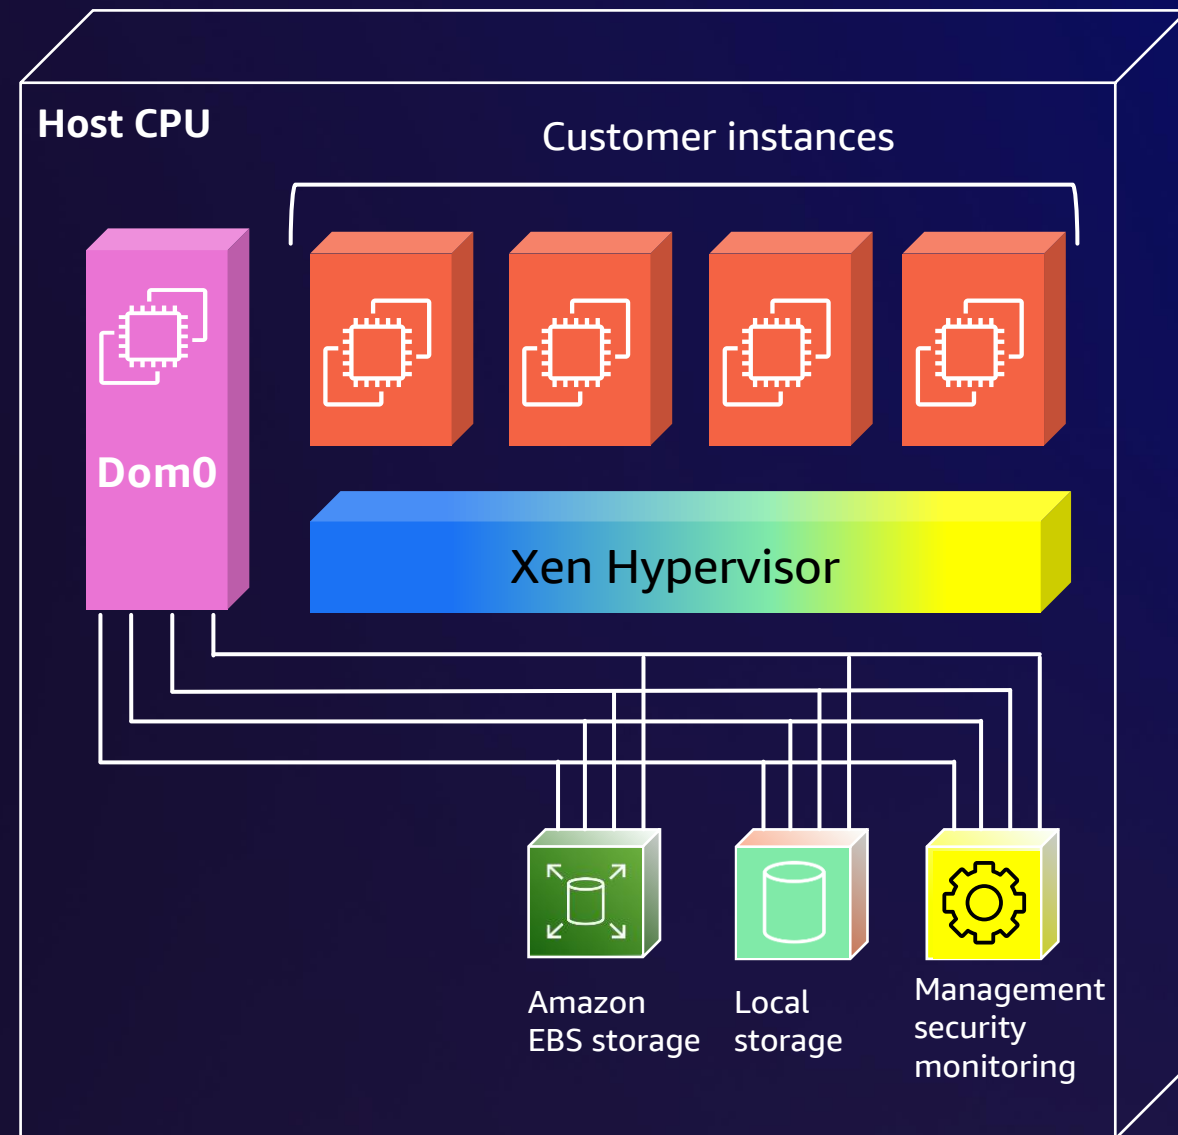 Host CPU
Customer instances
Dom0
Xen Hypervisor
Amazon
EBS storage
Local
storage
Management
security
monitoring